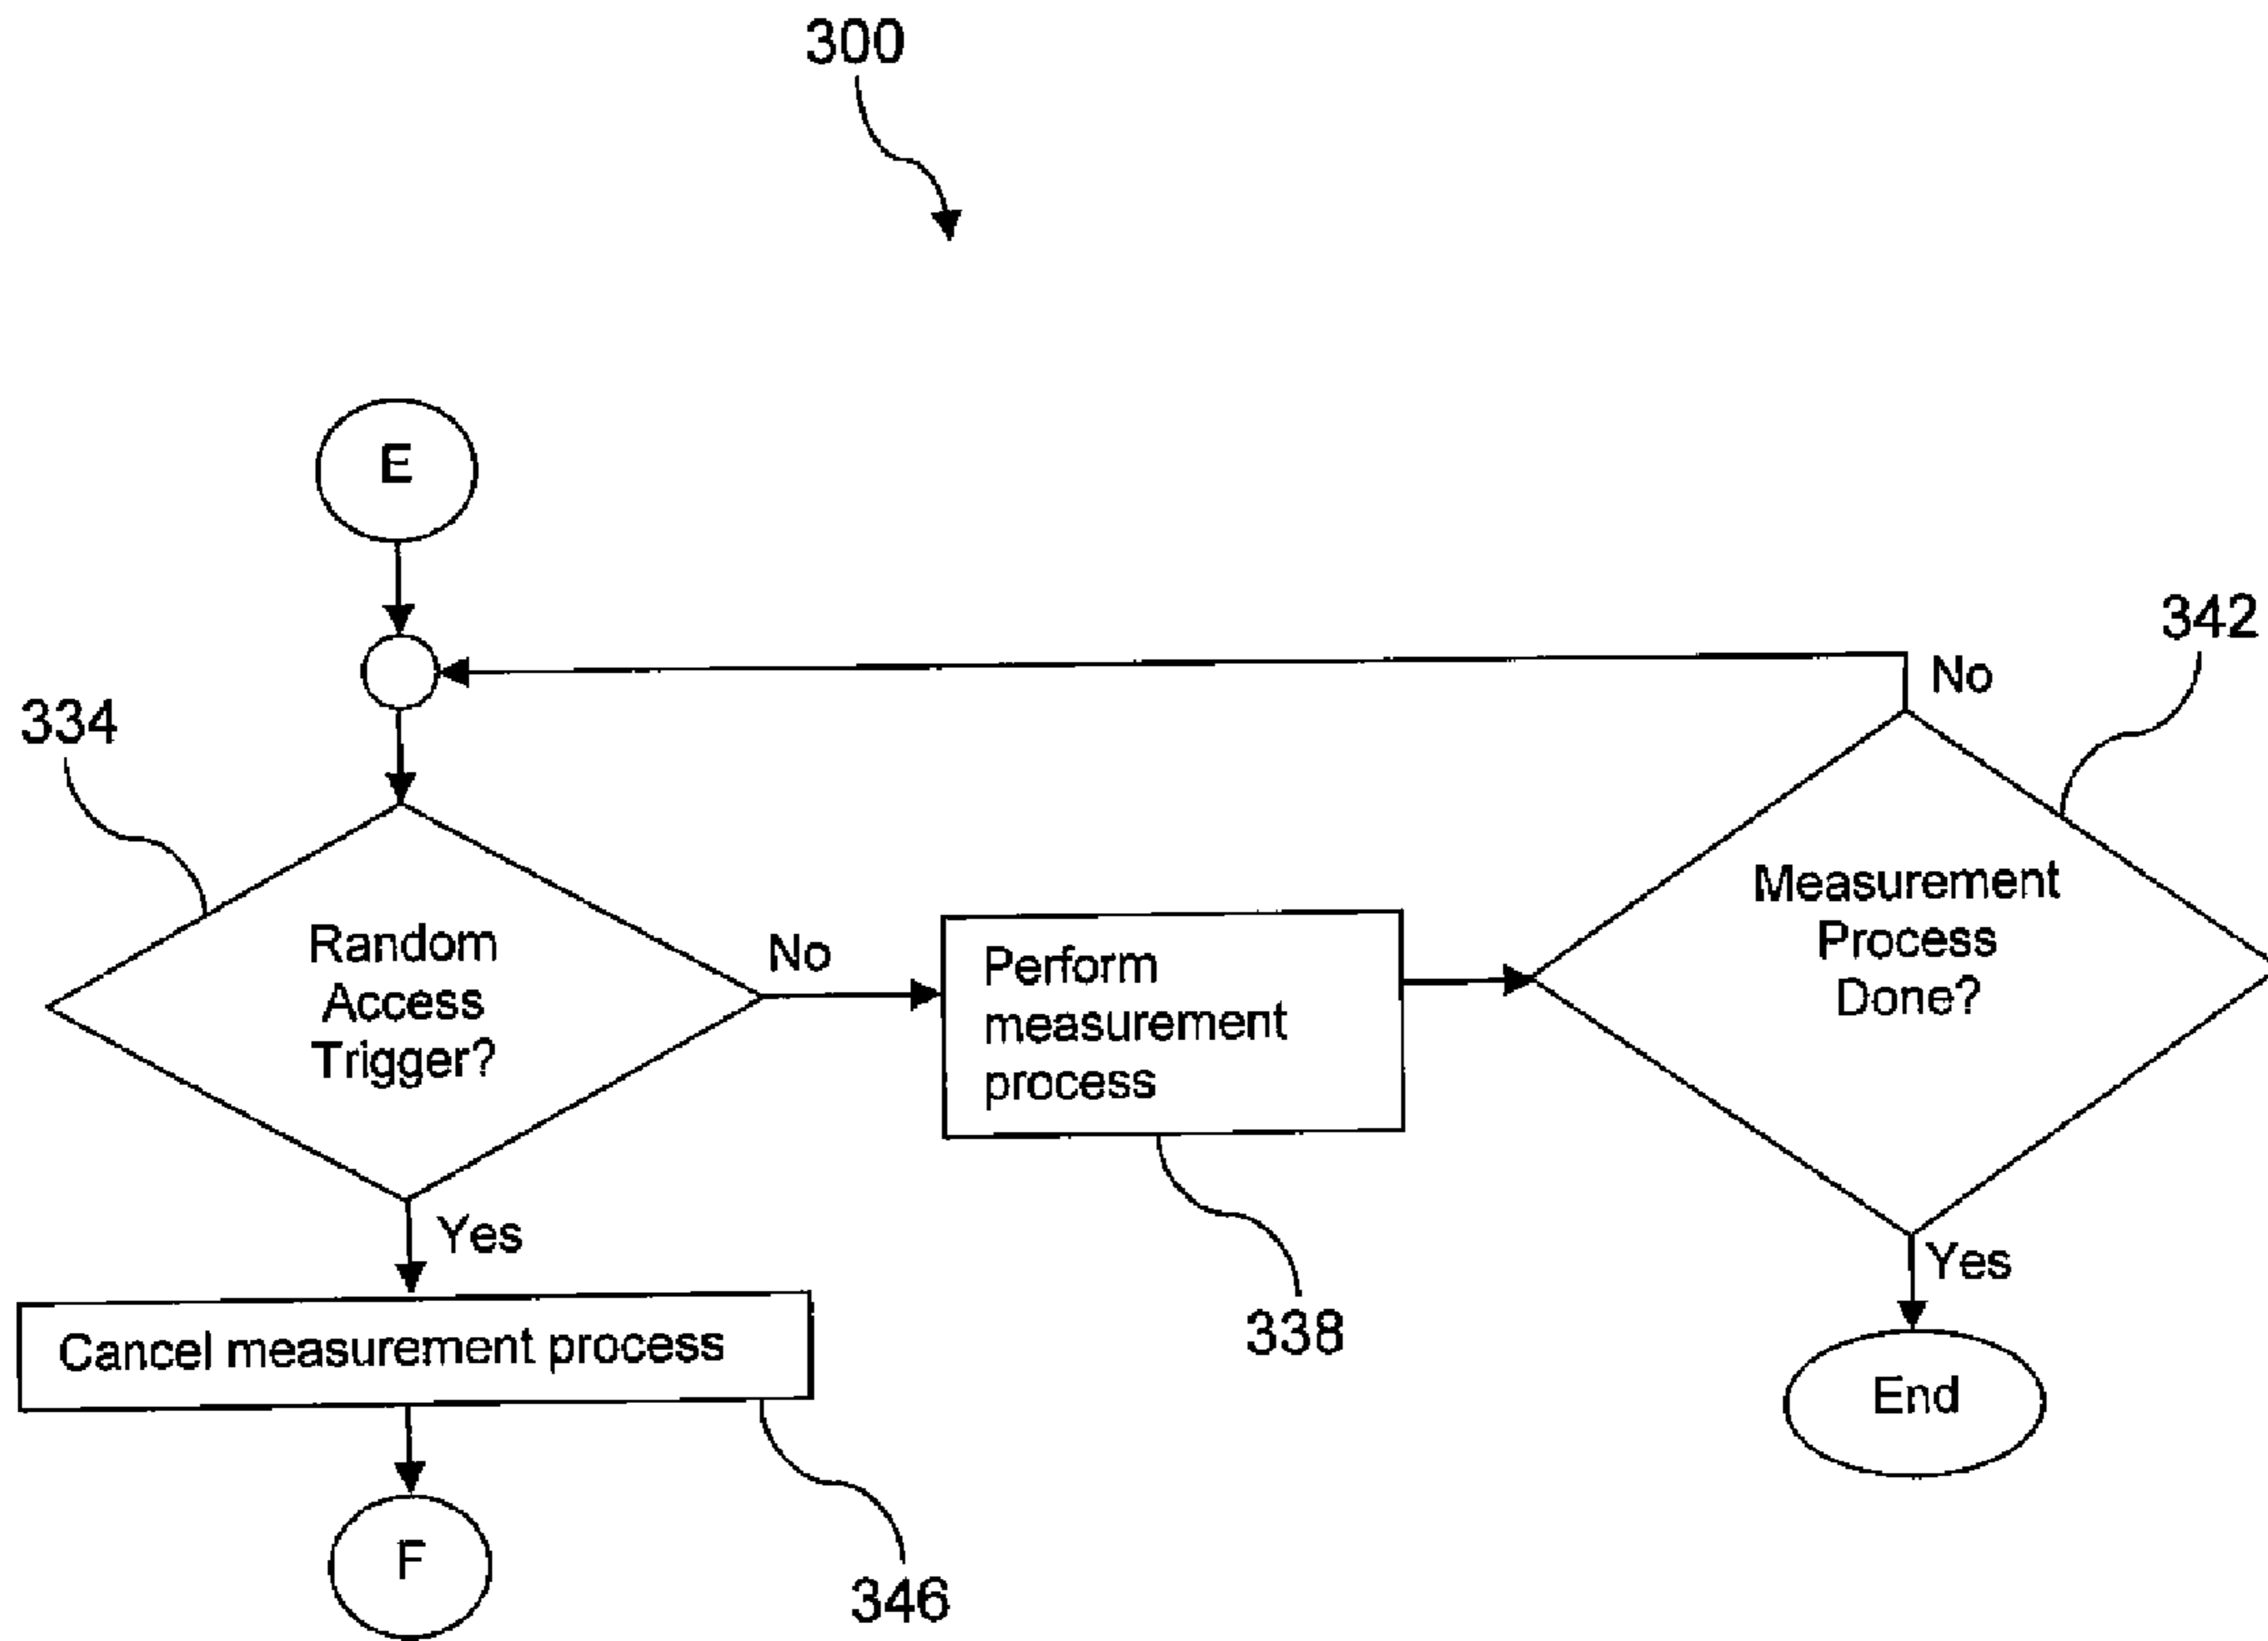 300
E
342
No
334
Measurement
Process
Done?
Random
Access
Trigger?
No
Perform
measurement
process
Yes
Yes
Cancel measurement process
338
End
F
346